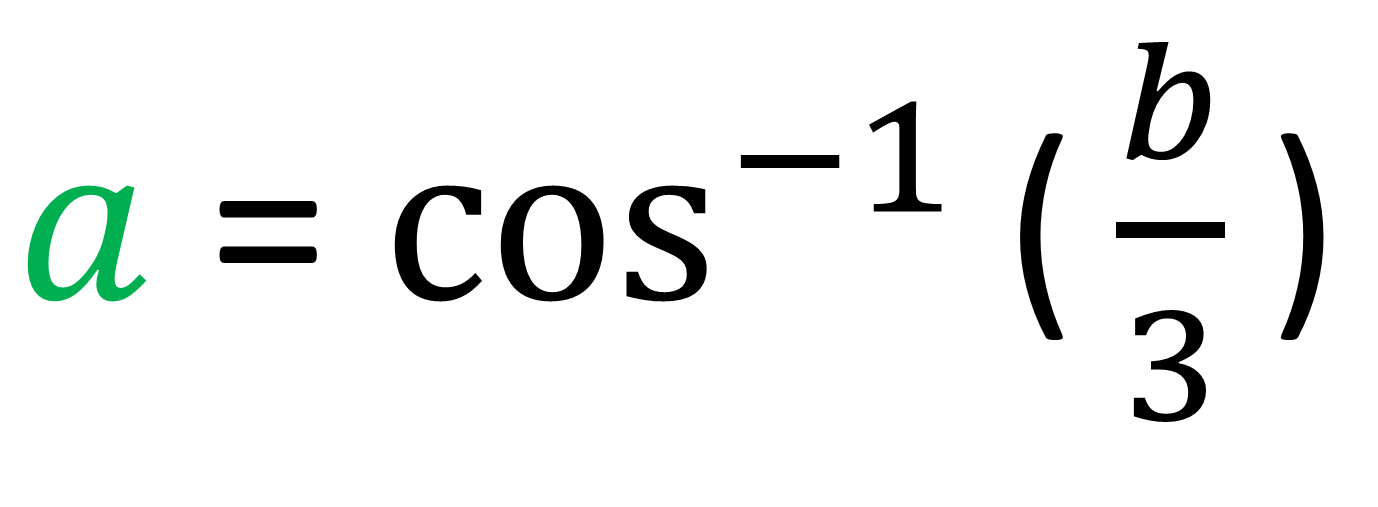 a = cos⁻¹ (b/3)